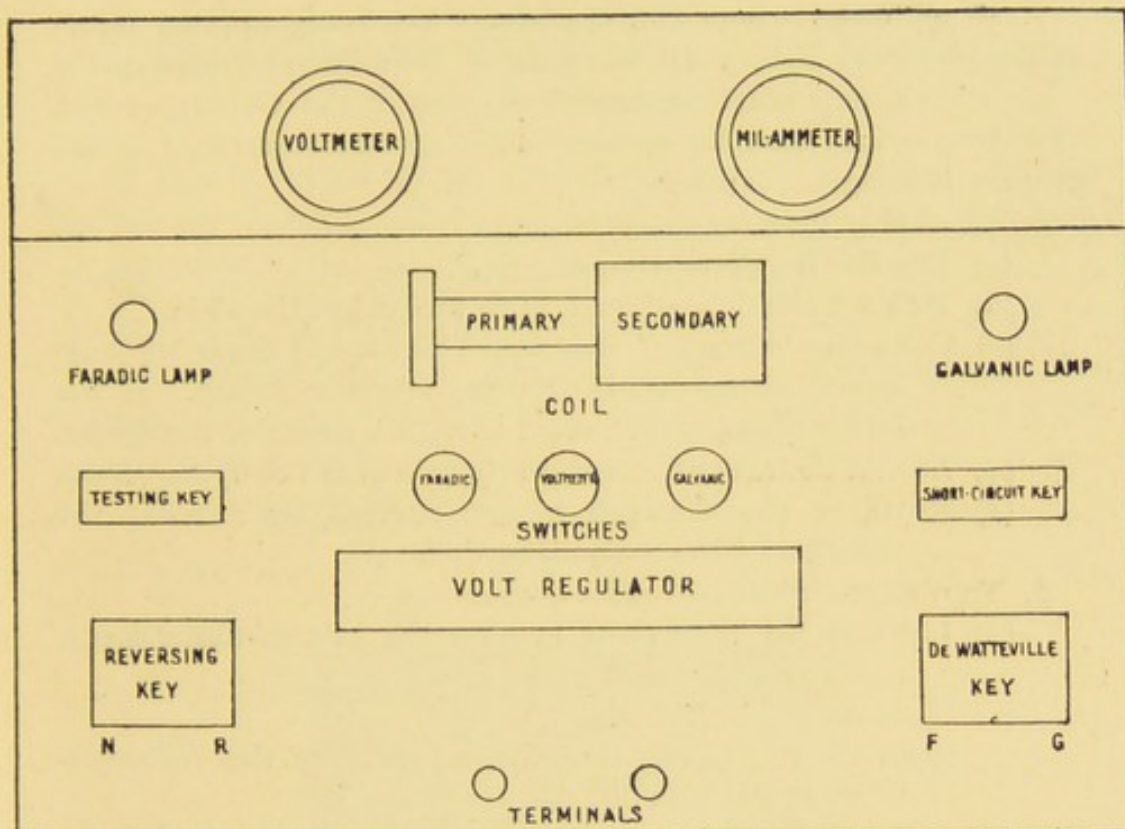 VOLTMETER
MIL-AMMETER
PRIMARY
SECONDARY
FARADIC LAMP
GALVANIC LAMP
COIL
FARADIC
VOLTMETER
GALVANIC
TESTING KEY
SHORT-CIRCUIT KEY
SWITCHES
VOLT REGULATOR
REVERSING
KEY
DE WATTEVILLE
KEY
N
R
F
G
TERMINALS